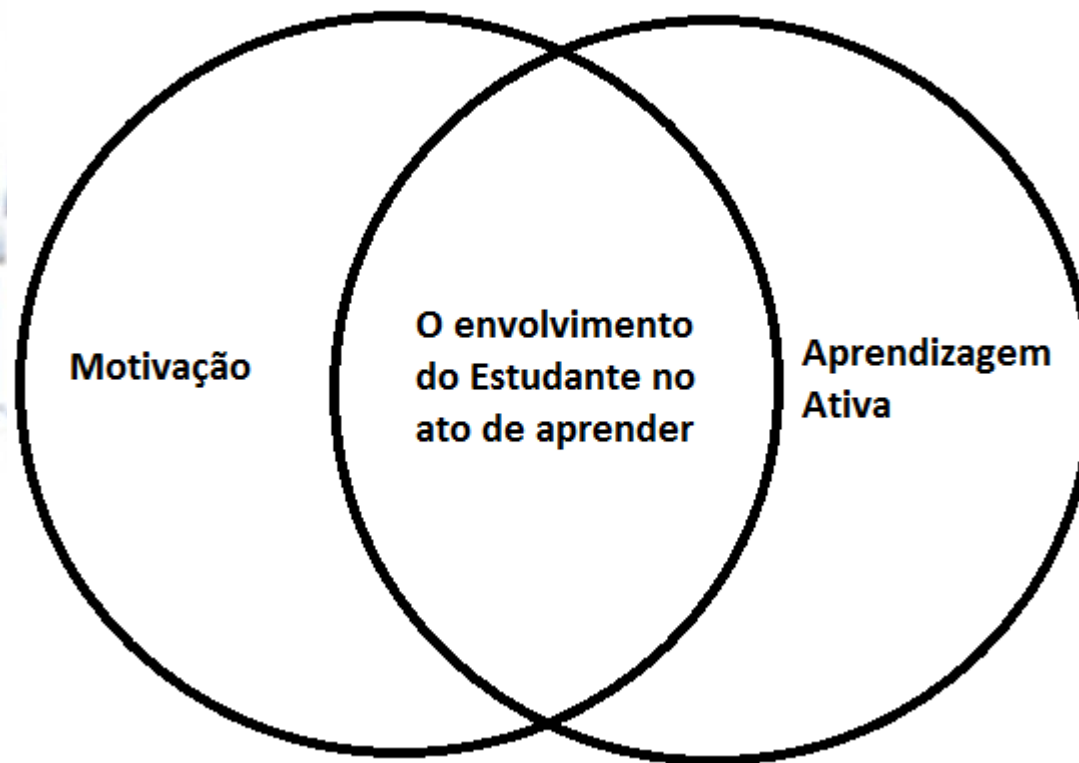 Motivação
O envolvimento
do Estudante no
ato de aprender
Aprendizagem
Ativa